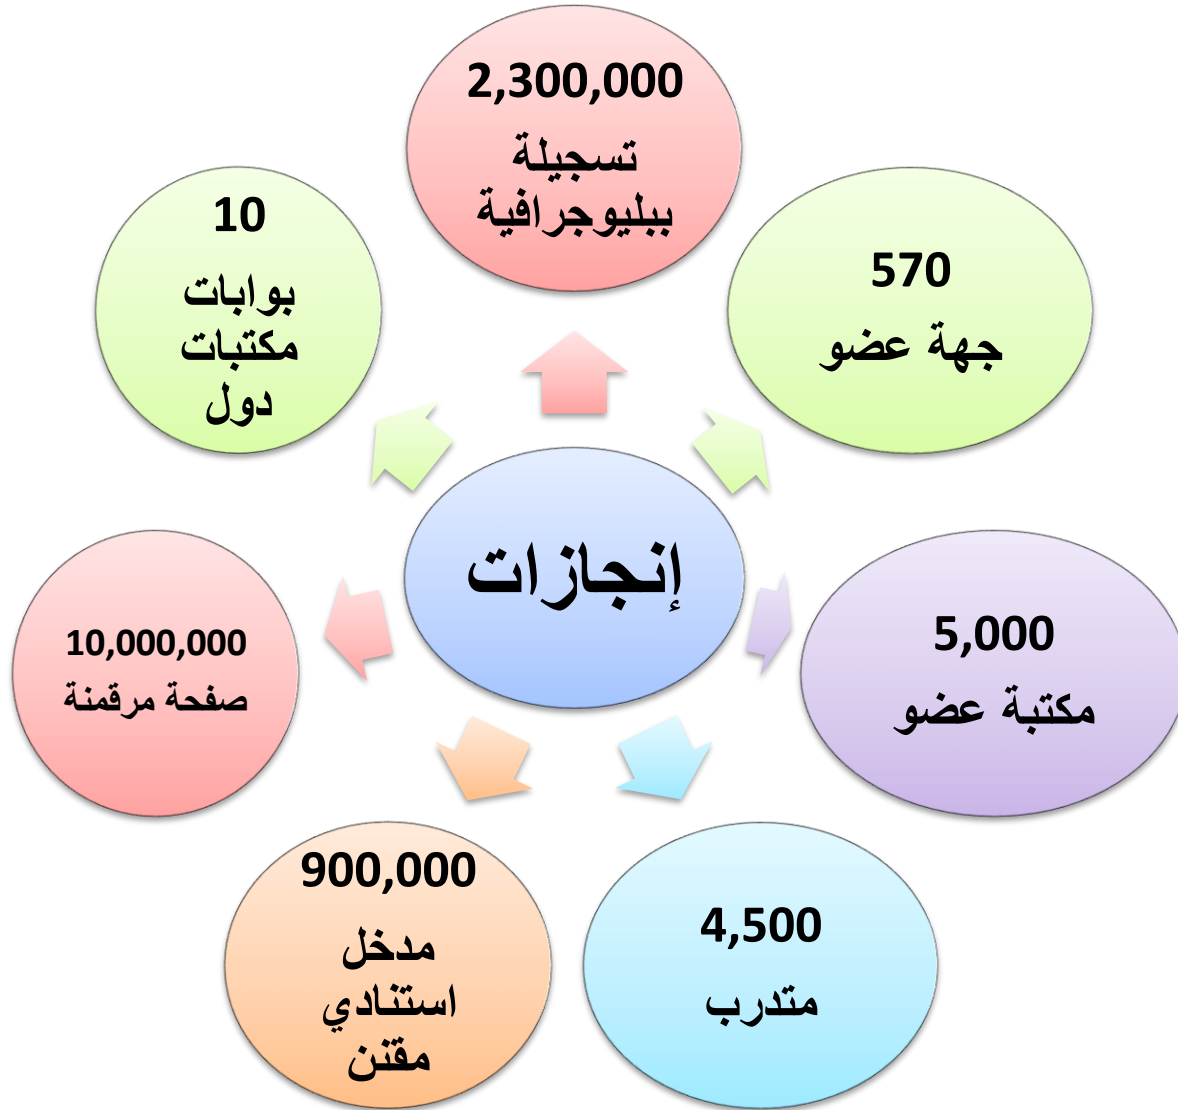 2,300,000
تسجيلة
ببليوجرافية
570
جهة عضو
5,000
مكتبة عضو
4,500
متدرب
900,000
مدخل
استنادي
مقنن
10,000,000
صفحة مرقمنة
10
بوابات
مكتبات
دول
إنجازات